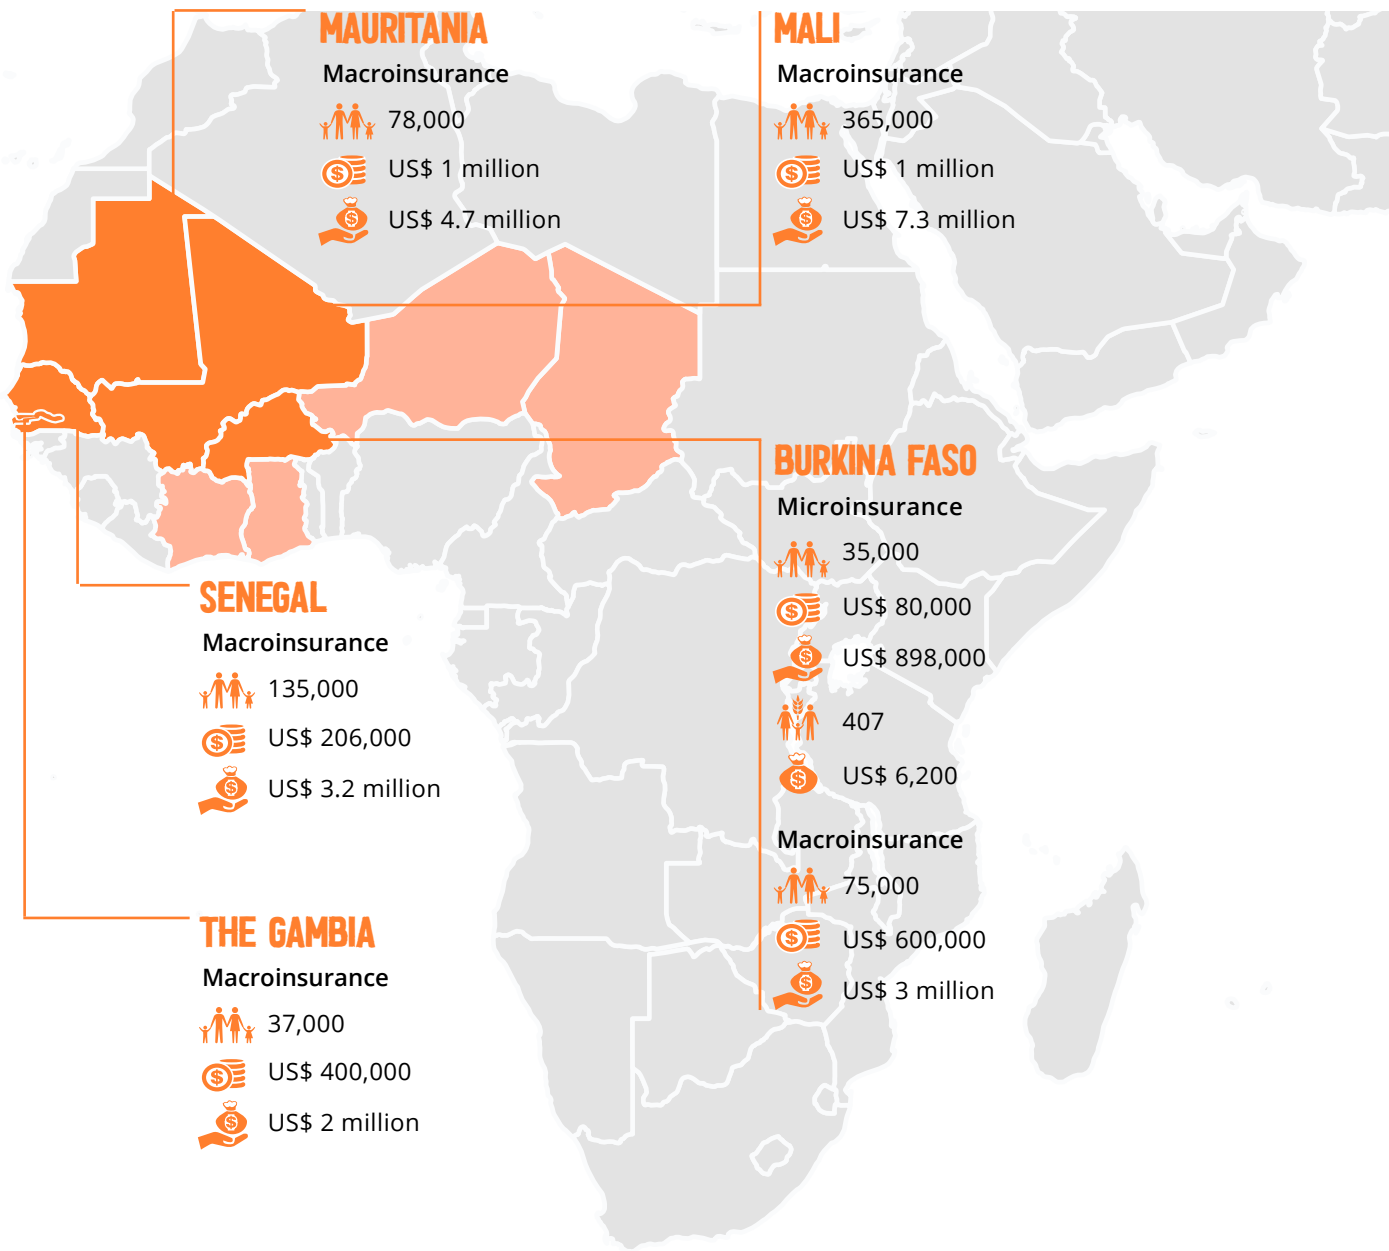 MAURITANIA
Macroinsurance
78,000
US$ 1 million
US$ 4.7 million
MALI
Macroinsurance
365,000
US$ 1 million
US$ 7.3 million
BURKINA FASO
Microinsurance
35,000
US$ 80,000
US$ 898,000
407
US$ 6,200
Macroinsurance
75,000
US$ 600,000
US$ 3 million
SENEGAL
Macroinsurance
135,000
US$ 206,000
US$ 3.2 million
THE GAMBIA
Macroinsurance
37,000
US$ 400,000
US$ 2 million